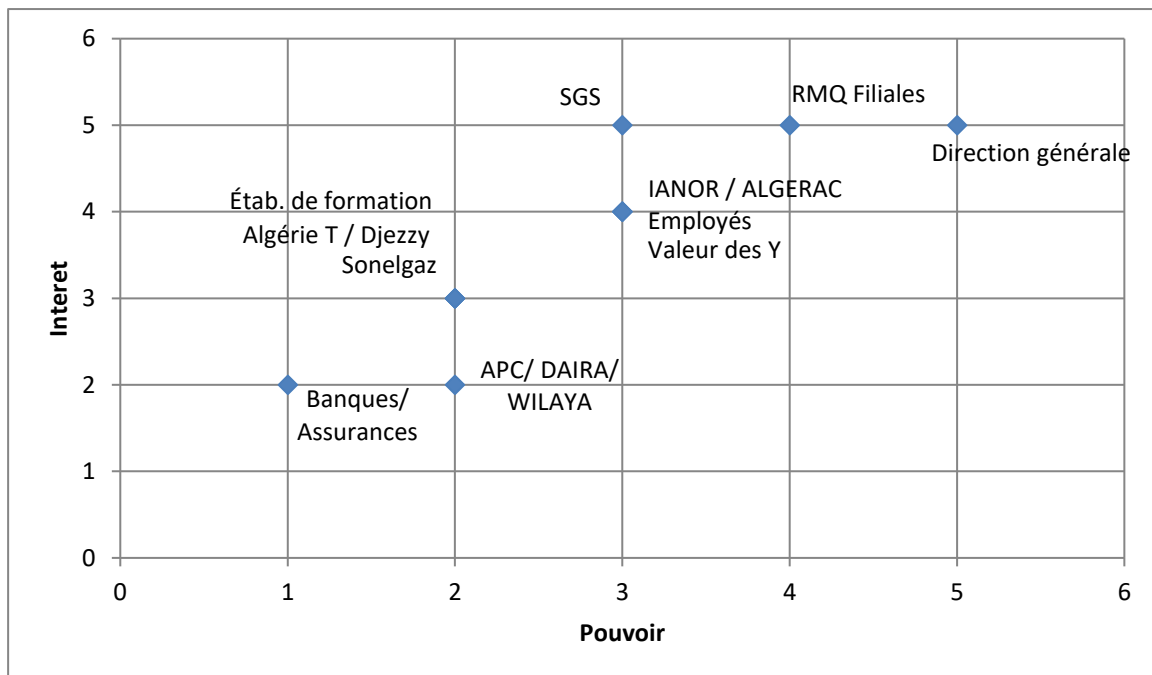 6
5
4
3
2
1
0
Interet
SGS
RMQ Filiales
Direction générale
IANOR / ALGERAC
Employés
Valeur des Y
Étab. de formation
Algérie T / Djezzy
Sonelgaz
APC/ DAIRA/
WILAYA
Banques/
Assurances
0 1 2 3 4 5 6
Pouvoir